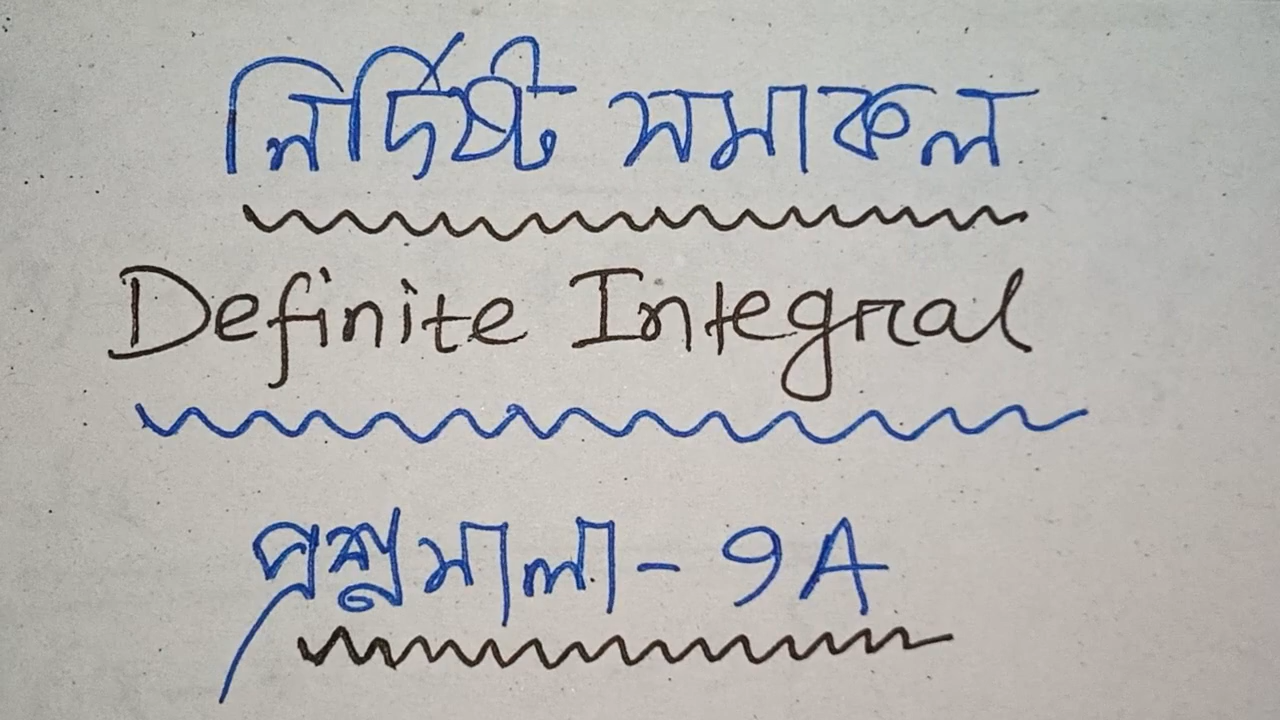 নির্দিষ্ট সমাকল
Definite Integral
প্রশ্নমালা - 9A